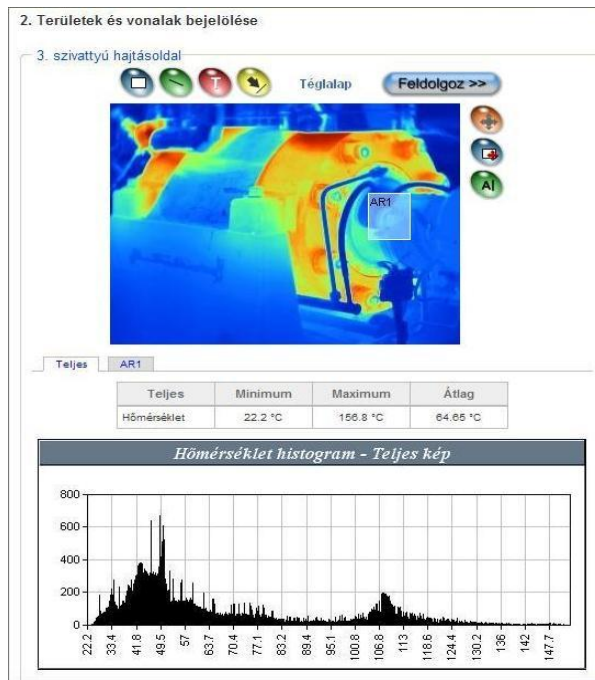 2. Területek és vonalak bejelölése
3. szivattyú hajtásoldal
T
Téglalap
Feldolgoz >>
A|
AR1
Teljes
AR1
Teljes Minimum Maximum Átlag
Hőmérséklet 22.2 °C 156.8 °C 64.65 °C
Hőmérséklet histogram - Teljes kép
800
600
400
200
0
22.2 33.4 41.8 49.5 57 63.7 70.4 77.1 83.2 89.4 95.1 100.8 106.8 113 118.6 124.4 130.2 136 142 147.7